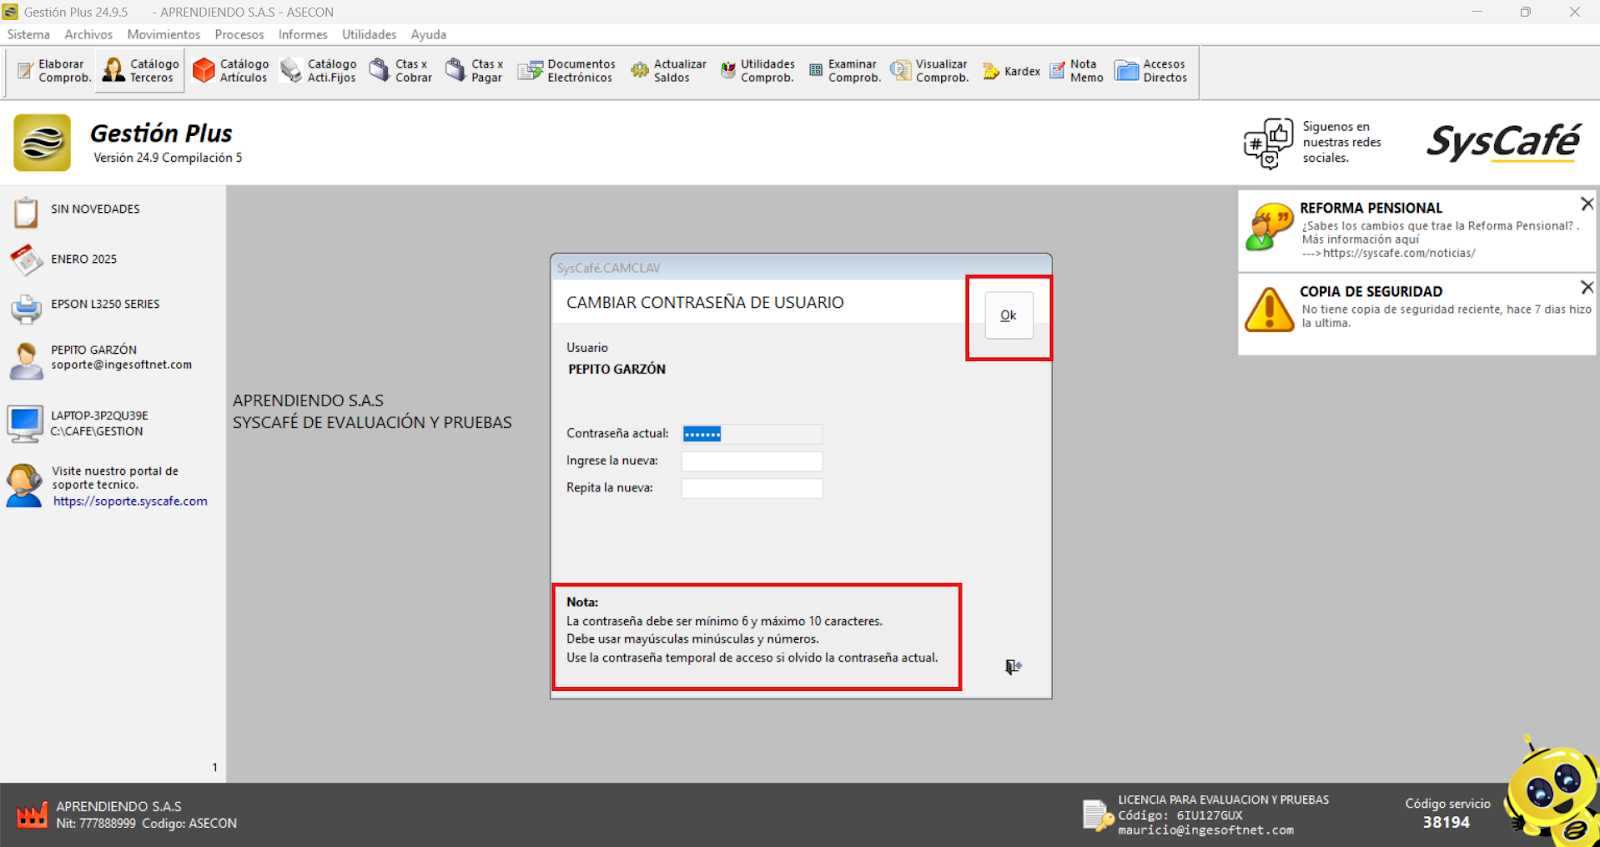 Gestión Plus 24.9.5 - APRENDIENDO S.A.S - ASECON
Sistema Archivos Movimientos Procesos Informes Utilidades Ayuda
Elaborar Comprob.
Catálogo Terceros
Catálogo Artículos
Catálogo Acti.Fijos
Ctas x Cobrar
Ctas x Pagar
Documentos Electrónicos
Actualizar Saldos
Utilidades Comprob.
Examinar Comprob.
Visualizar Comprob.
Kardex
Nota Memo
Accesos Directos
Gestión Plus
Versión 24.9 Compilación 5
Siguenos en
nuestras redes
sociales.
SysCafé
SIN NOVEDADES
ENERO 2025
EPSON L3250 SERIES
PEPITO GARZÓN
soporte@ingesoftnet.com
LAPTOP-3P2QU39E
C:\CAFE\GESTION
Visite nuestro portal de
soporte tecnico.
https://soporte.syscafe.com
1
APRENDIENDO S.A.S
SYSCAFÉ DE EVALUACIÓN Y PRUEBAS
SysCafé.CAMCLAV
CAMBIAR CONTRASEÑA DE USUARIO
Ok
Usuario
PEPITO GARZÓN
Contraseña actual: •••••••
Ingrese la nueva:
Repita la nueva:
Nota:
La contraseña debe ser mínimo 6 y máximo 10 caracteres.
Debe usar mayúsculas minúsculas y números.
Use la contraseña temporal de acceso si olvido la contraseña actual.
REFORMA PENSIONAL
¿Sabes los cambios que trae la Reforma Pensional? .
Más información aquí
---> https://syscafe.com/noticias/
COPIA DE SEGURIDAD
No tiene copia de seguridad reciente, hace 7 dias hizo
la ultima.
APRENDIENDO S.A.S
Nit: 777888999 Codigo: ASECON
LICENCIA PARA EVALUACION Y PRUEBAS
Código: 6IU127GUX
mauricio@ingesoftnet.com
Código servicio
38194